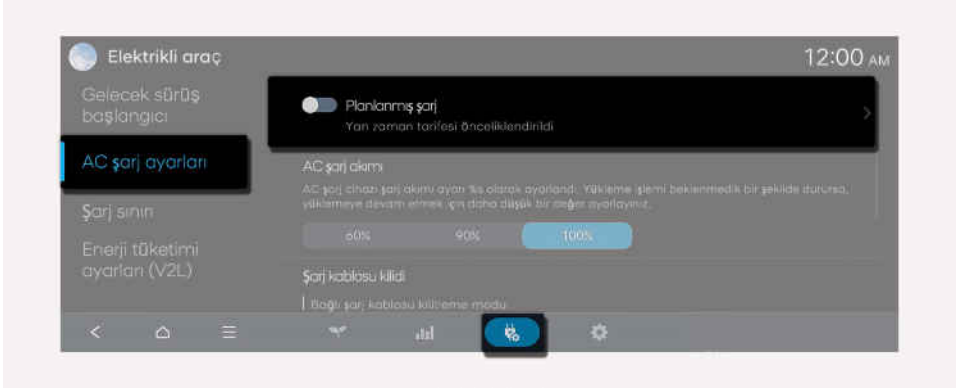 Elektrikli araç
12:00 AM
Gelecek sürüş
başlangıcı
AC şarj ayarları
Şarj sınırı
Enerji tüketimi
ayarları (V2L)
Planlanmış şarj
Yarı zaman tarifesi önceliklendirildi
AC şarj akımı
AC şarj cihazı şarj akımı ayarı %s olarak ayarlandı. Yükleme işlemi beklenmedik bir şekilde durursa,
yüklemeye devam etmek için daha düşük bir değer ayarlayınız.
60% 90% 100%
Şarj kablosu kilidi
Bağlı şarj kablosu kilitleme modu